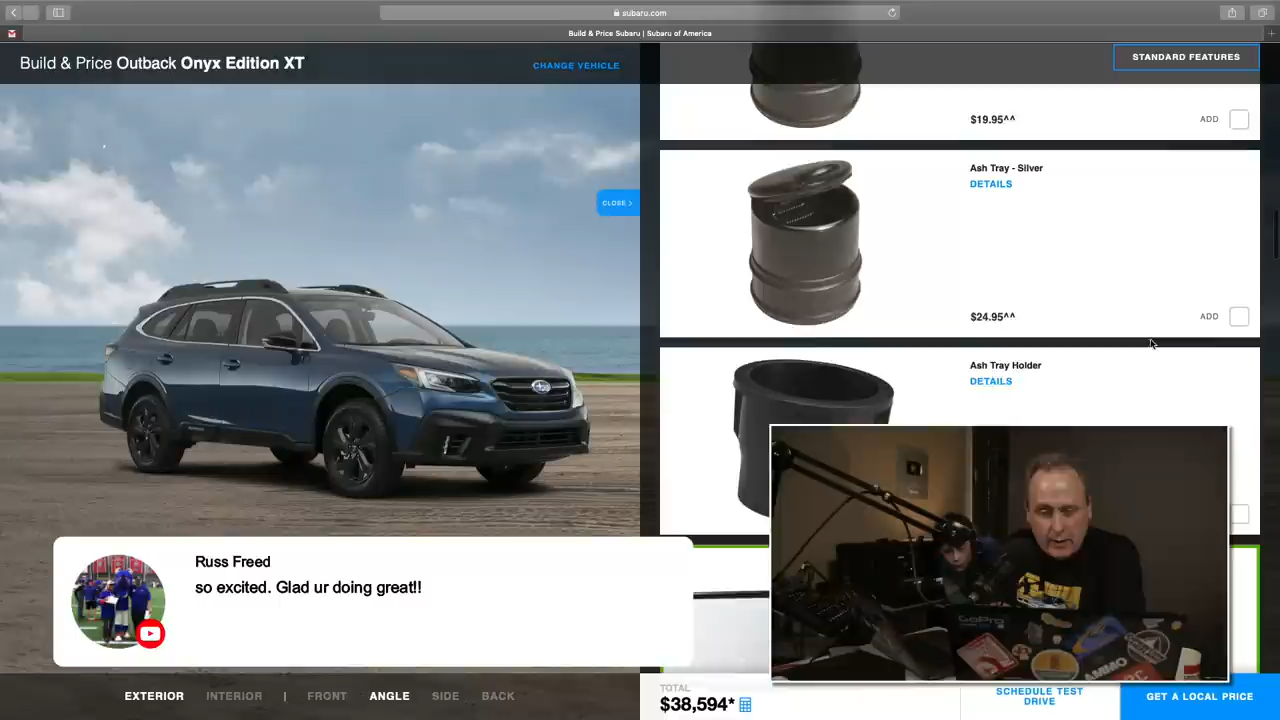 subaru.com
Build & Price Subaru | Subaru of America
Build & Price Outback Onyx Edition XT
CHANGE VEHICLE
STANDARD FEATURES
$19.95^^
ADD
Ash Tray - Silver
DETAILS
CLOSE >
$24.95^^
ADD
Ash Tray Holder
DETAILS
Russ Freed
so excited. Glad ur doing great!!
GoPro
AMMO
EXTERIOR INTERIOR | FRONT ANGLE SIDE BACK
TOTAL
$38,594*
SCHEDULE TEST
DRIVE
GET A LOCAL PRICE